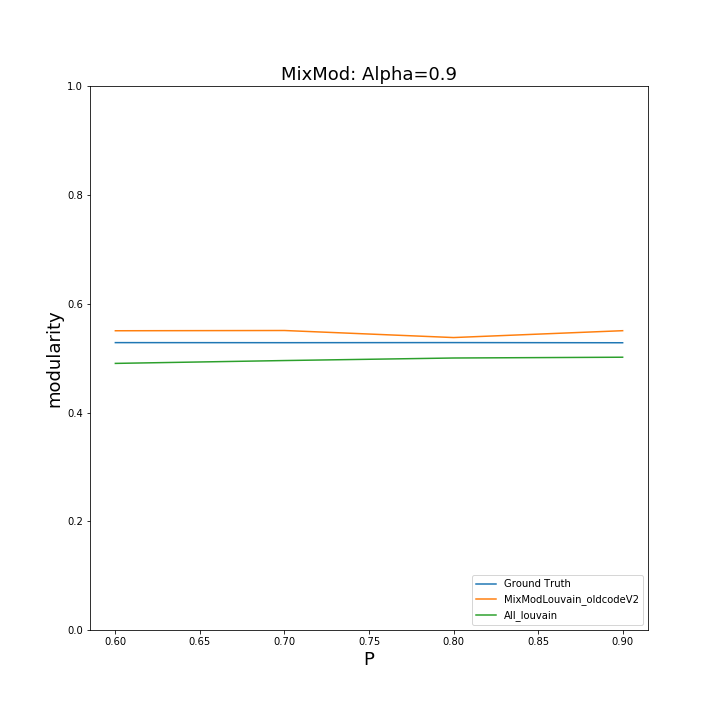 MixMod: Alpha=0.9
1.0
0.8
0.6
0.4
0.2
0.0
modularity
0.60 0.65 0.70 0.75 0.80 0.85 0.90
P
Ground Truth
MixModLouvain_oldcodeV2
All_louvain